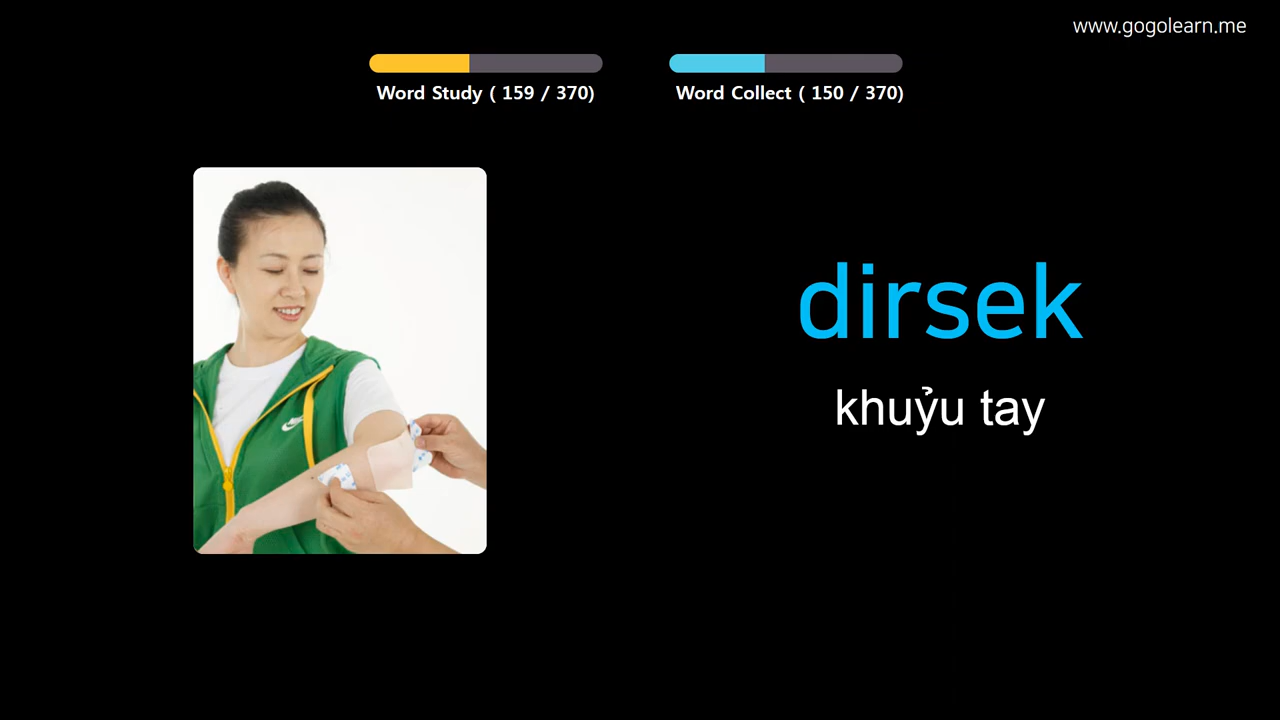 www.gogolearn.me
Word Study ( 159 / 370)
Word Collect ( 150 / 370)
dirsek
khuỷu tay